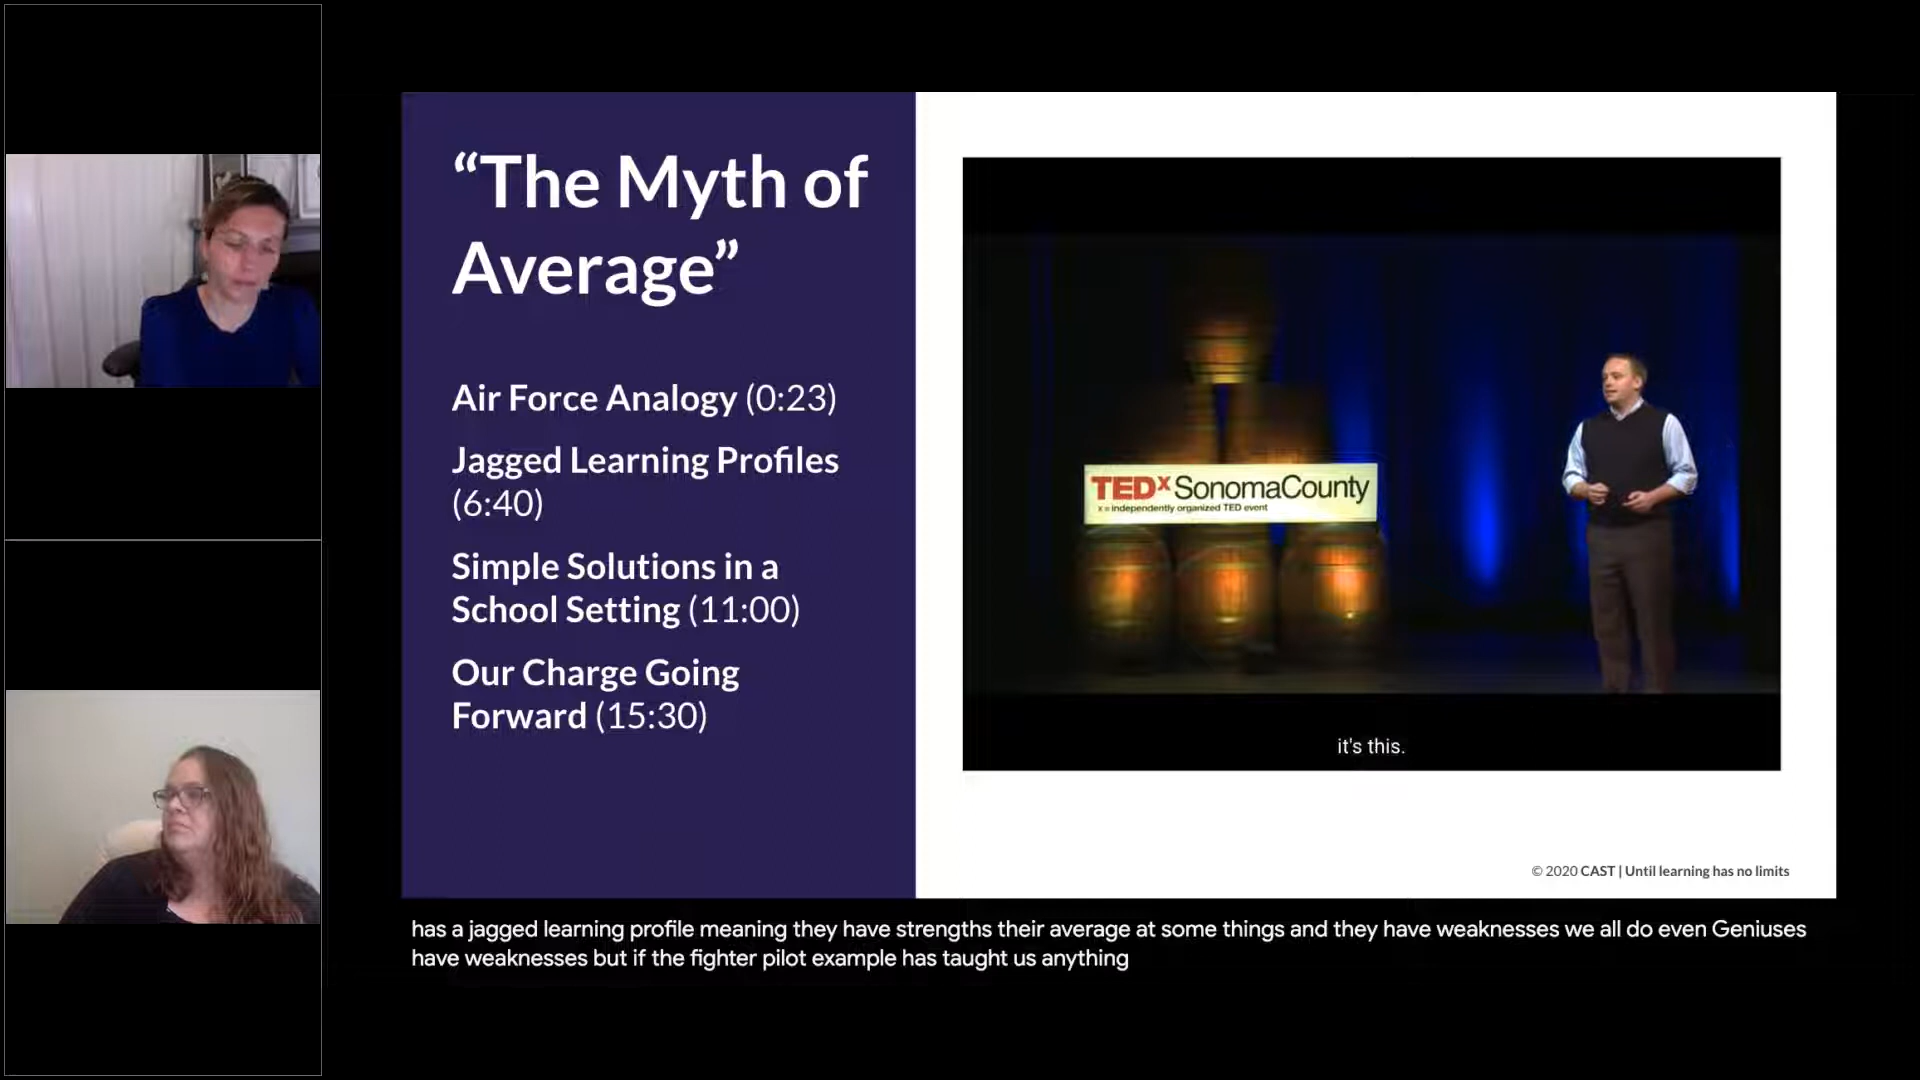 “The Myth of
Average”
Air Force Analogy (0:23)
Jagged Learning Profiles
(6:40)
Simple Solutions in a
School Setting (11:00)
Our Charge Going
Forward (15:30)
TEDx SonomaCounty
x = independently organized TED event
it's this.
© 2020 CAST | Until learning has no limits
has a jagged learning profile meaning they have strengths their average at some things and they have weaknesses we all do even Geniuses
have weaknesses but if the fighter pilot example has taught us anything